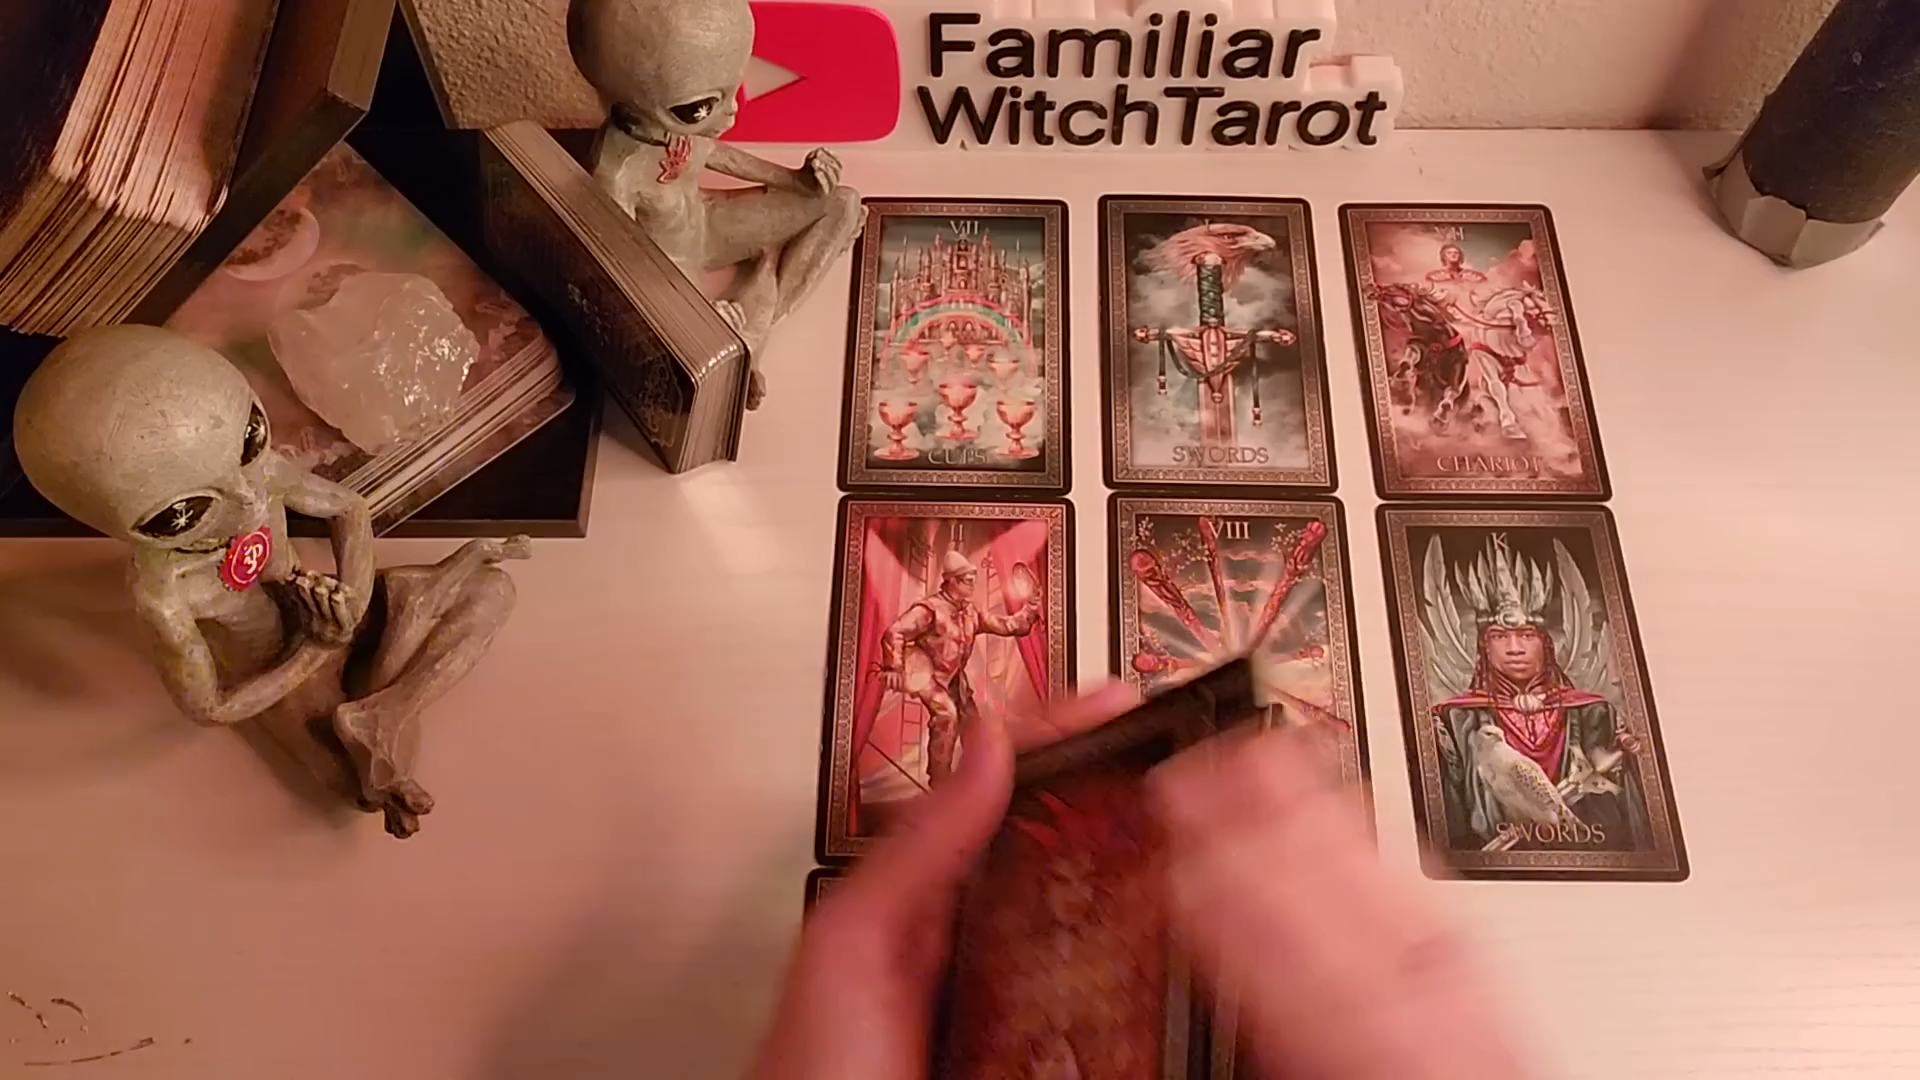 Familiar
WitchTarot
VII
CUPS
I
SWORDS
VII
CHARIOT
II
VIII
K
SWORDS
ॐ